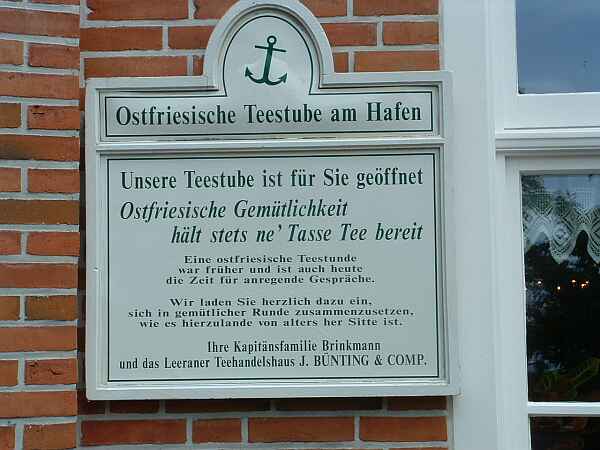 Ostfriesische Teestube am Hafen
Unsere Teestube ist für Sie geöffnet
Ostfriesische Gemütlichkeit
hält stets ne' Tasse Tee bereit
Eine ostfriesische Teestunde
war früher und ist auch heute
die Zeit für anregende Gespräche.
Wir laden Sie herzlich dazu ein,
sich in gemütlicher Runde zusammenzusetzen,
wie es hierzulande von alters her Sitte ist.
Ihre Kapitänsfamilie Brinkmann
und das Leeraner Teehandelshaus J. BÜNTING & COMP.